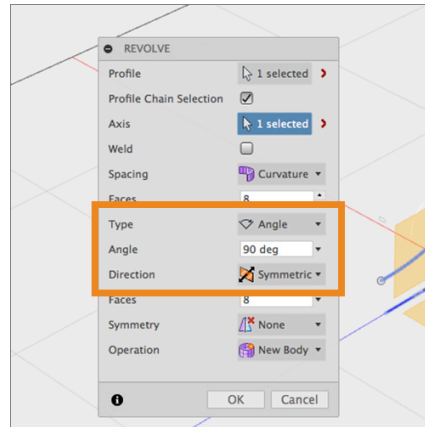 REVOLVE
Profile 1 selected
Profile Chain Selection
Axis 1 selected
Weld
Spacing Curvature
Faces 8
Type Angle
Angle 90 deg
Direction Symmetric
Faces 8
Symmetry None
Operation New Body
OK Cancel